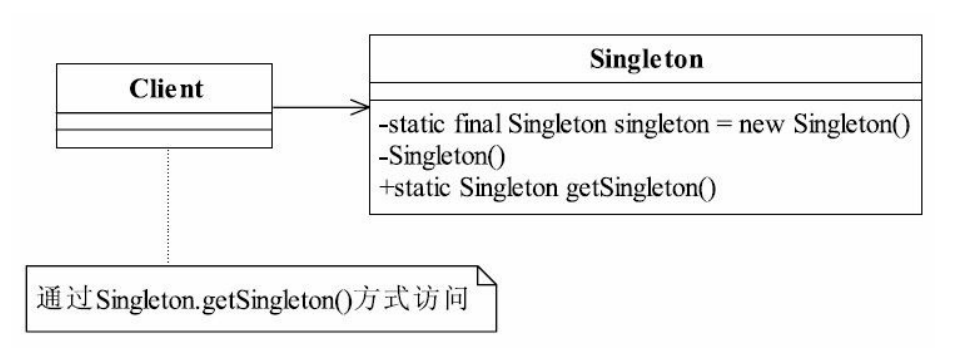 Client
Singleton
-static final Singleton singleton = new Singleton()
-Singleton()
+static Singleton getSingleton()
通过Singleton.getSingleton()方式访问